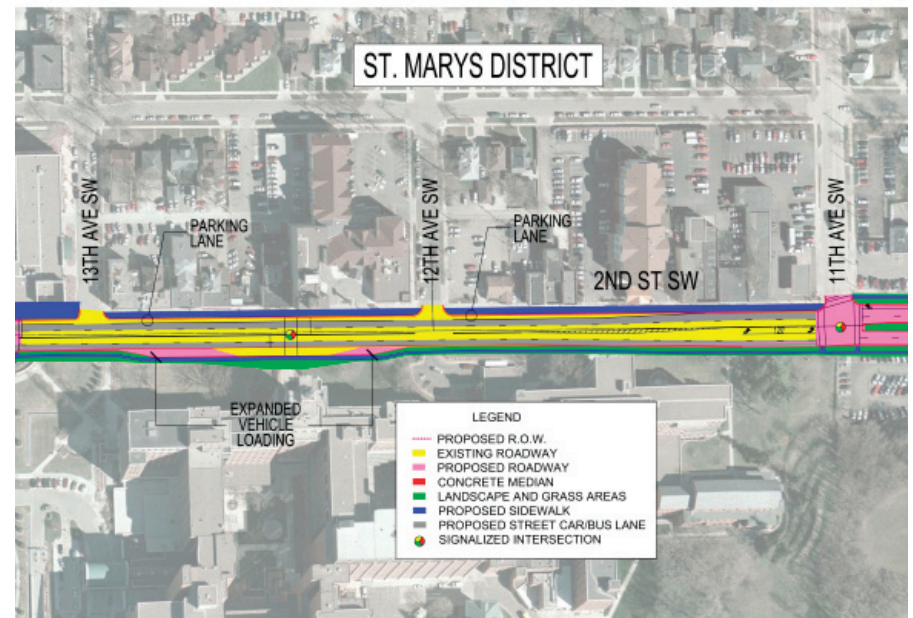 ST. MARYS DISTRICT
13TH AVE SW
PARKING
LANE
12TH AVE SW
PARKING
LANE
2ND ST SW
11TH AVE SW
120'
EXPANDED
VEHICLE
LOADING
LEGEND
PROPOSED R.O.W.
EXISTING ROADWAY
PROPOSED ROADWAY
CONCRETE MEDIAN
LANDSCAPE AND GRASS AREAS
PROPOSED SIDEWALK
PROPOSED STREET CAR/BUS LANE
SIGNALIZED INTERSECTION